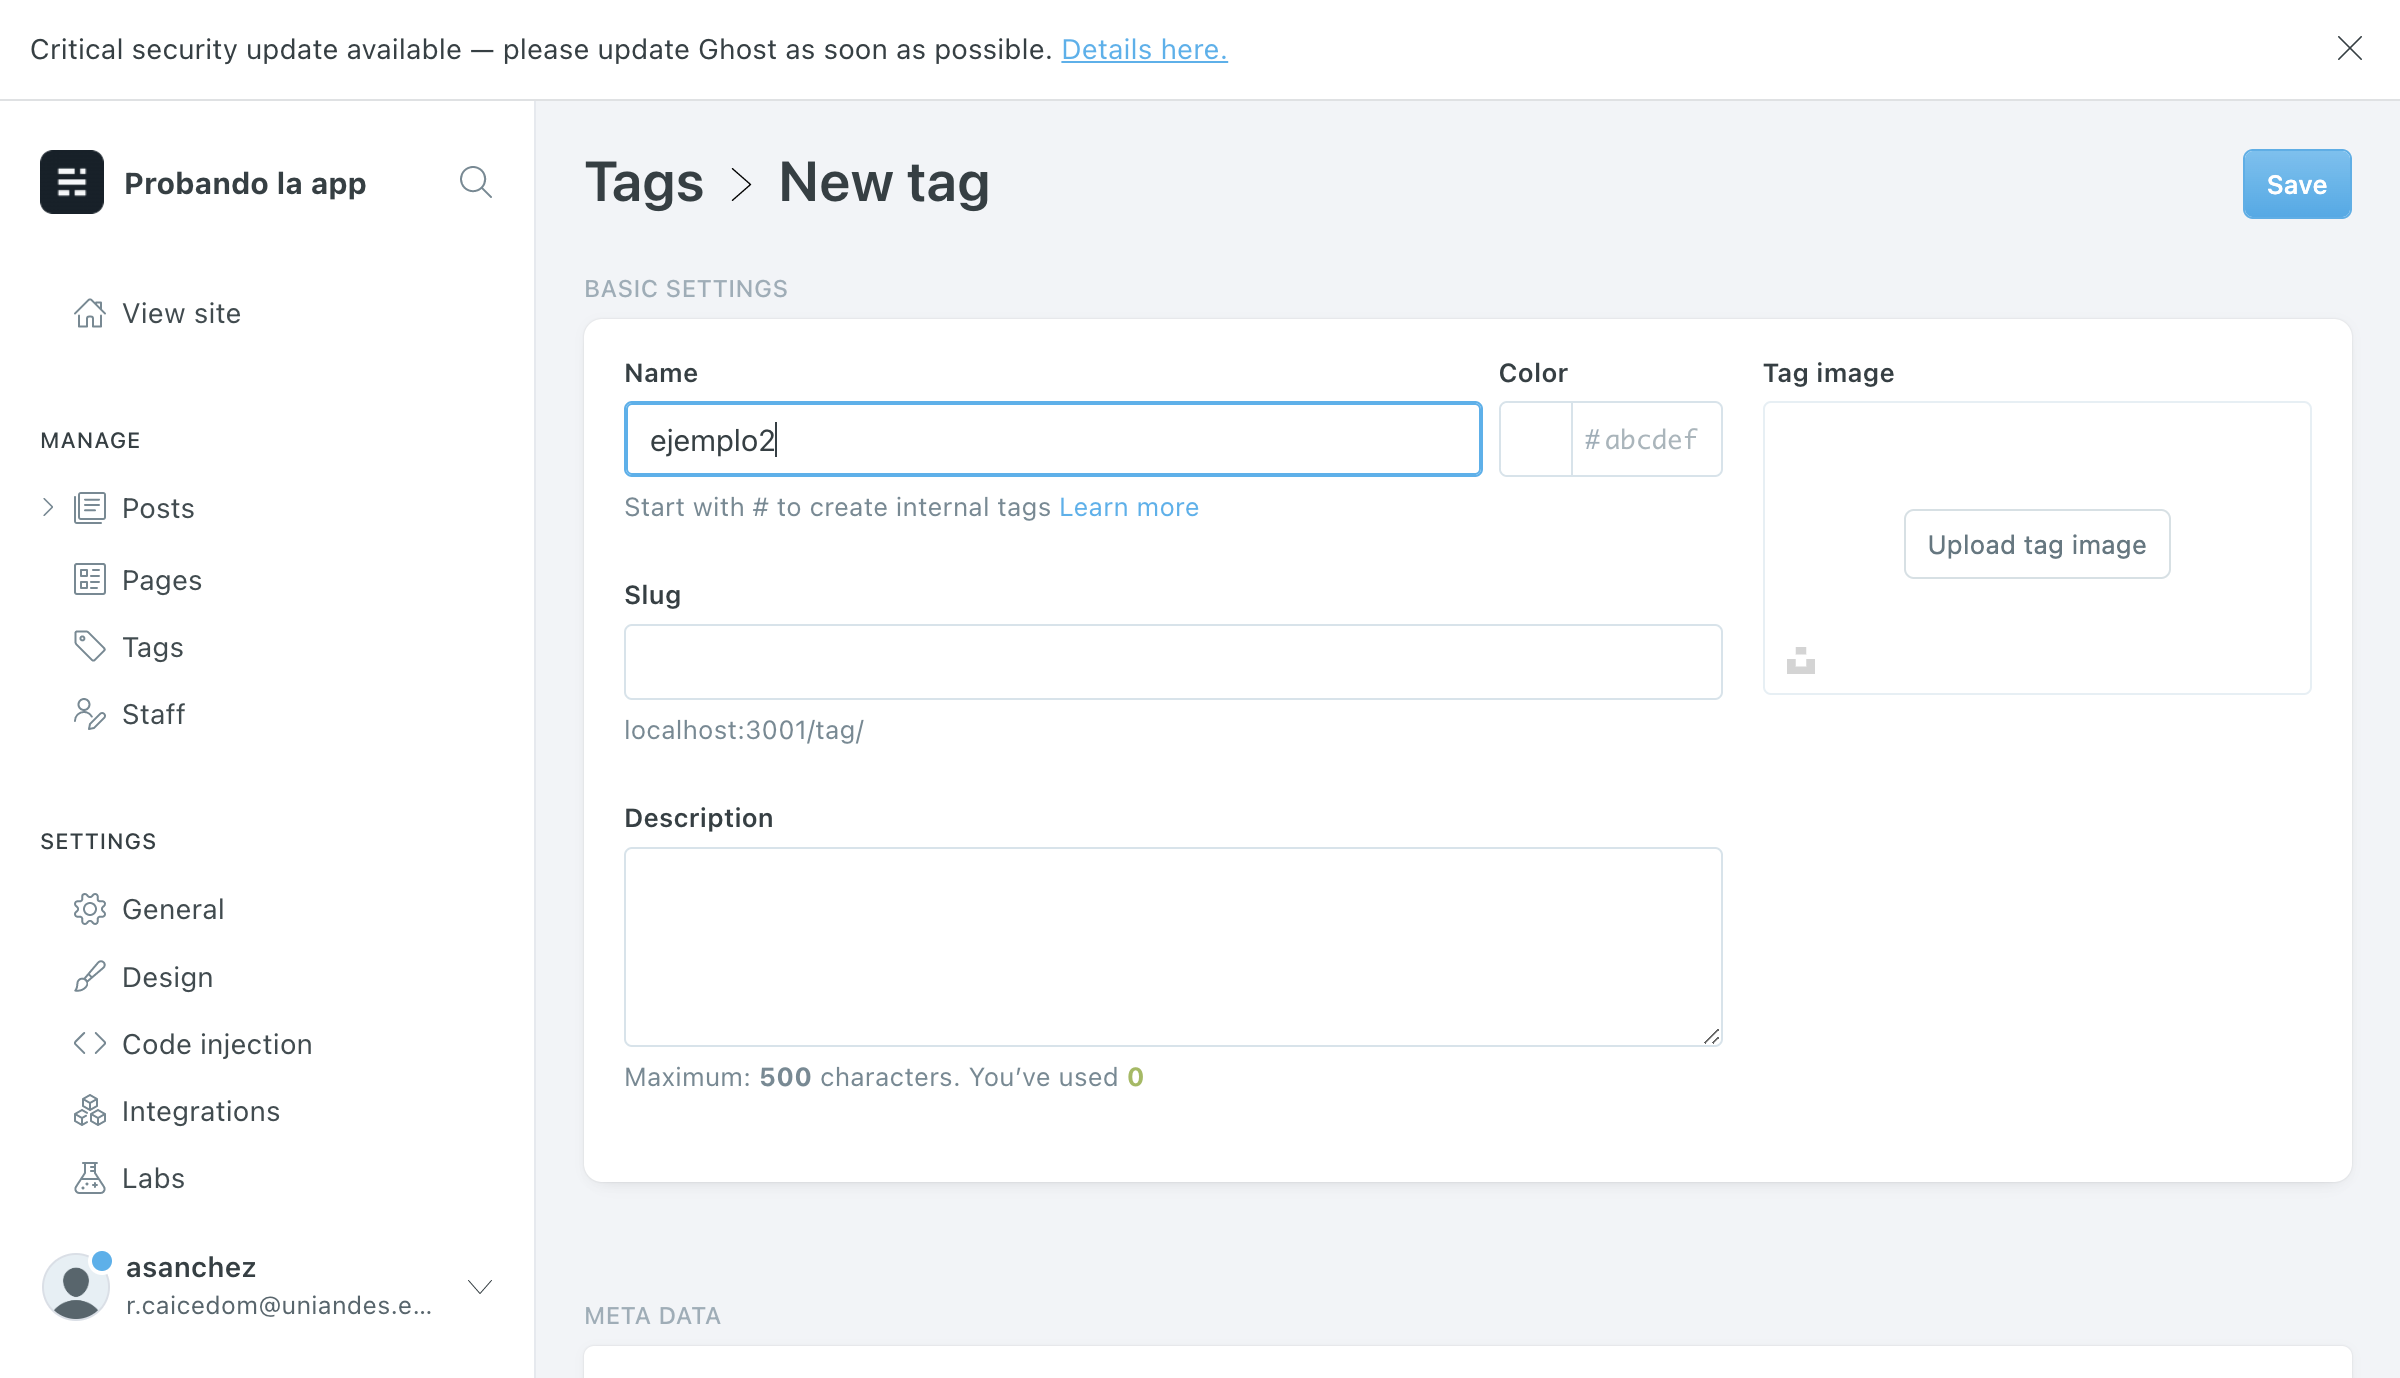 Critical security update available — please update Ghost as soon as possible. Details here.
Probando la app
View site
MANAGE
Posts
Pages
Tags
Staff
SETTINGS
General
Design
Code injection
Integrations
Labs
asanchez
r.caicedom@uniandes.e...
Tags > New tag
Save
BASIC SETTINGS
Name
ejemplo2
Start with # to create internal tags Learn more
Color
#abcdef
Tag image
Upload tag image
Slug
localhost:3001/tag/
Description
Maximum: 500 characters. You’ve used 0
META DATA